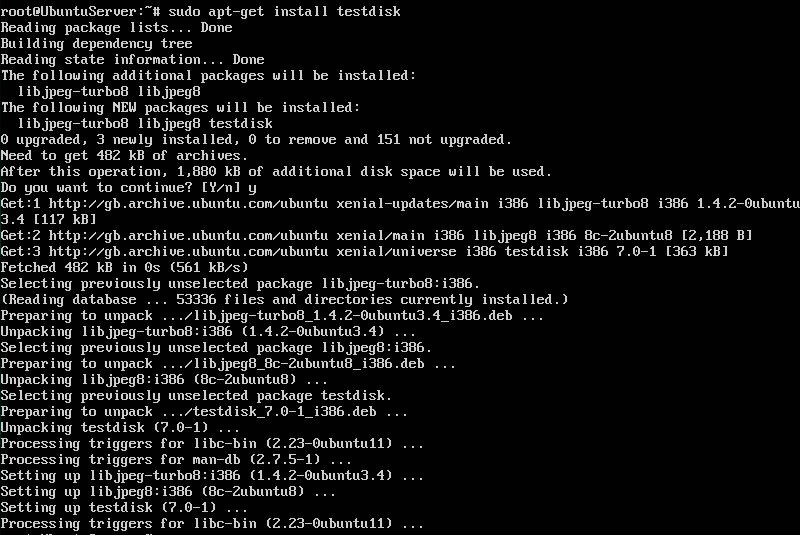 root@UbuntuServer:~# sudo apt-get install testdisk
Reading package lists... Done
Building dependency tree
Reading state information... Done
The following additional packages will be installed:
  libjpeg-turbo8 libjpeg8
The following NEW packages will be installed:
  libjpeg-turbo8 libjpeg8 testdisk
0 upgraded, 3 newly installed, 0 to remove and 151 not upgraded.
Need to get 482 kB of archives.
After this operation, 1,880 kB of additional disk space will be used.
Do you want to continue? [Y/n] y
Get:1 http://gb.archive.ubuntu.com/ubuntu xenial-updates/main i386 libjpeg-turbo8 i386 1.4.2-0ubuntu
3.4 [117 kB]
Get:2 http://gb.archive.ubuntu.com/ubuntu xenial/main i386 libjpeg8 i386 8c-2ubuntu8 [2,188 B]
Get:3 http://gb.archive.ubuntu.com/ubuntu xenial/universe i386 testdisk i386 7.0-1 [363 kB]
Fetched 482 kB in 0s (561 kB/s)
Selecting previously unselected package libjpeg-turbo8:i386.
(Reading database ... 53336 files and directories currently installed.)
Preparing to unpack .../libjpeg-turbo8_1.4.2-0ubuntu3.4_i386.deb ...
Unpacking libjpeg-turbo8:i386 (1.4.2-0ubuntu3.4) ...
Selecting previously unselected package libjpeg8:i386.
Preparing to unpack .../libjpeg8_8c-2ubuntu8_i386.deb ...
Unpacking libjpeg8:i386 (8c-2ubuntu8) ...
Selecting previously unselected package testdisk.
Preparing to unpack .../testdisk_7.0-1_i386.deb ...
Unpacking testdisk (7.0-1) ...
Processing triggers for libc-bin (2.23-0ubuntu11) ...
Processing triggers for man-db (2.7.5-1) ...
Setting up libjpeg-turbo8:i386 (1.4.2-0ubuntu3.4) ...
Setting up libjpeg8:i386 (8c-2ubuntu8) ...
Setting up testdisk (7.0-1) ...
Processing triggers for libc-bin (2.23-0ubuntu11) ...